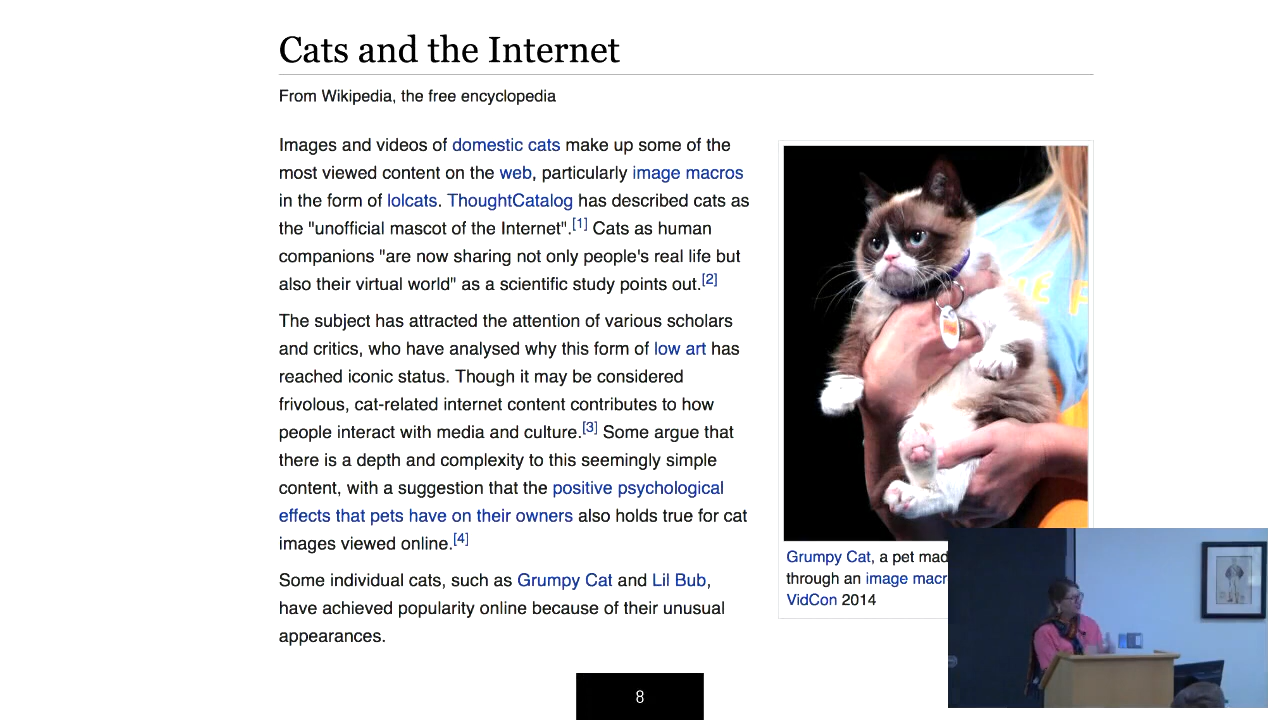 Cats and the Internet
From Wikipedia, the free encyclopedia
Images and videos of domestic cats make up some of the
most viewed content on the web, particularly image macros
in the form of lolcats. ThoughtCatalog has described cats as
the "unofficial mascot of the Internet".[1] Cats as human
companions "are now sharing not only people's real life but
also their virtual world" as a scientific study points out.[2]
The subject has attracted the attention of various scholars
and critics, who have analysed why this form of low art has
reached iconic status. Though it may be considered
frivolous, cat-related internet content contributes to how
people interact with media and culture.[3] Some argue that
there is a depth and complexity to this seemingly simple
content, with a suggestion that the positive psychological
effects that pets have on their owners also holds true for cat
images viewed online.[4]
Some individual cats, such as Grumpy Cat and Lil Bub,
have achieved popularity online because of their unusual
appearances.
Grumpy Cat, a pet mad
through an image macr
VidCon 2014
8